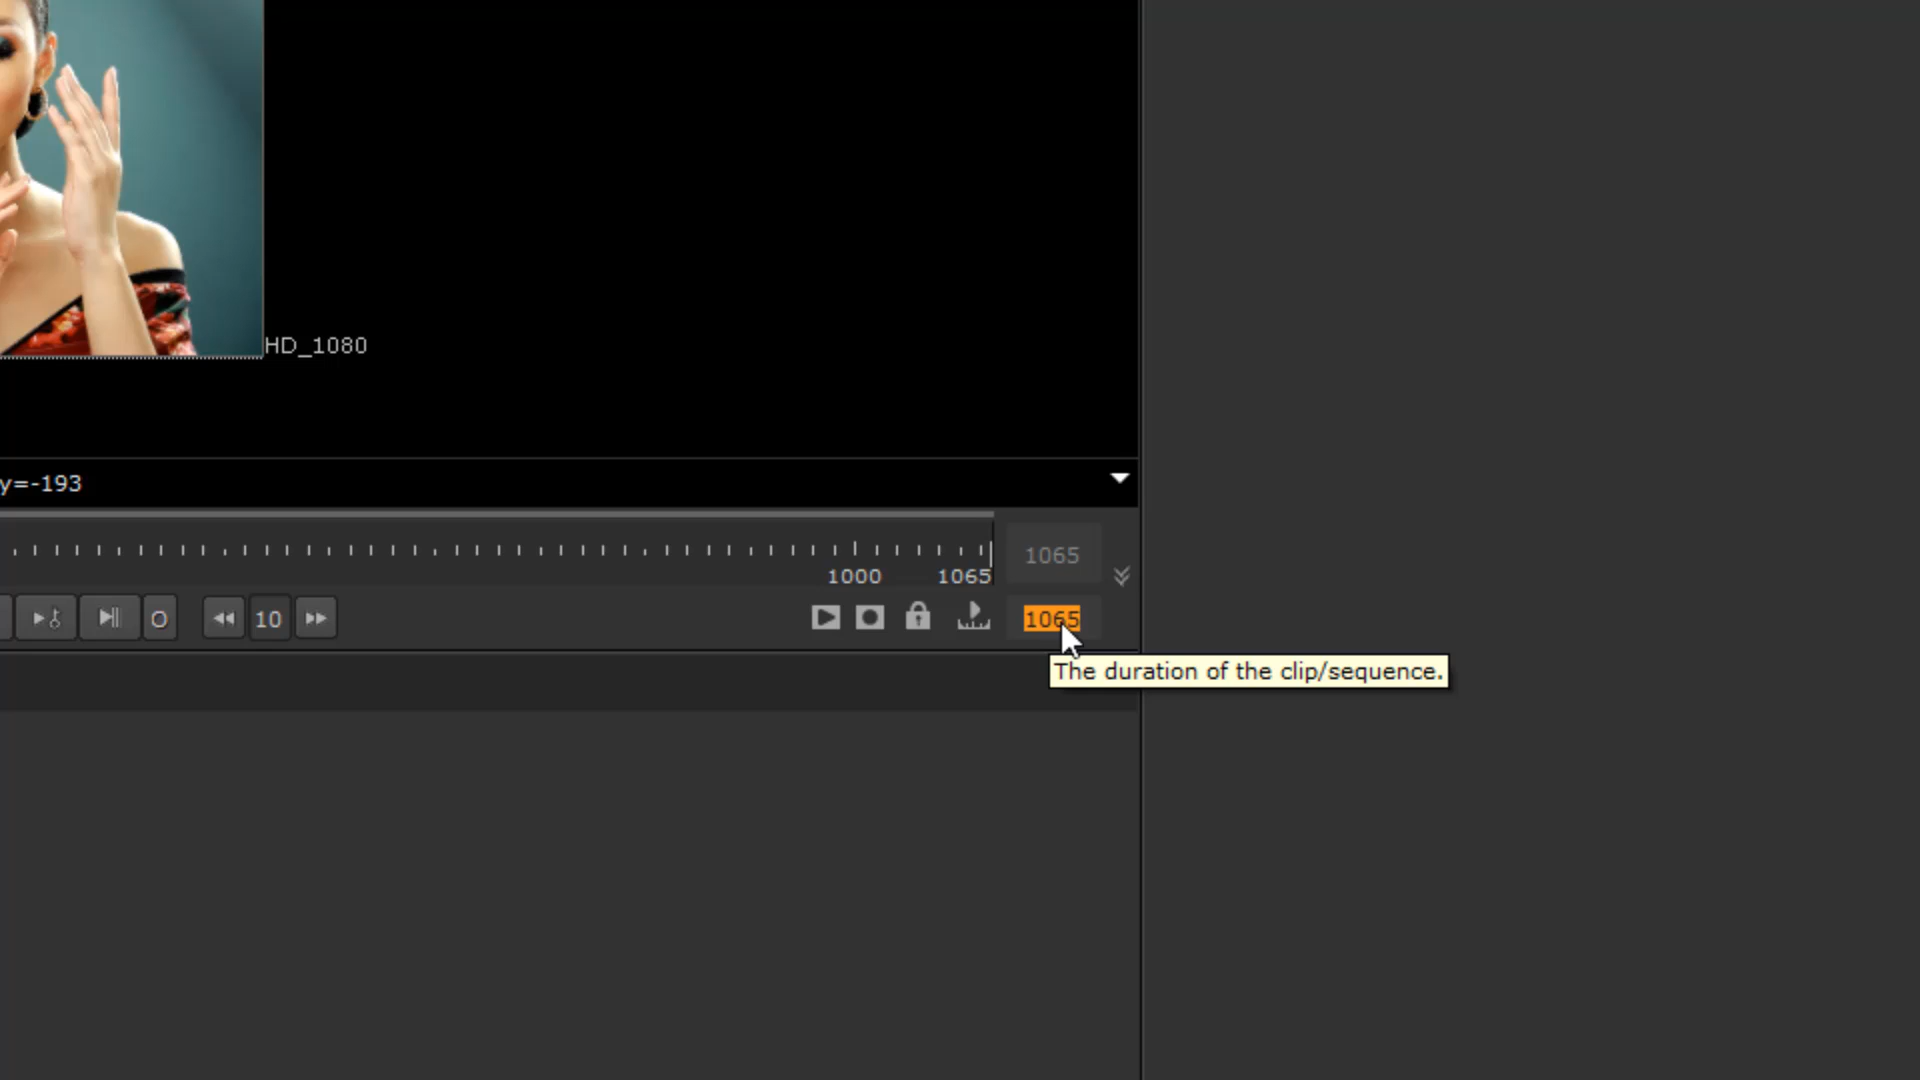 HD_1080
y=-193
1000 1065 1065
O 10 1065
The duration of the clip/sequence.